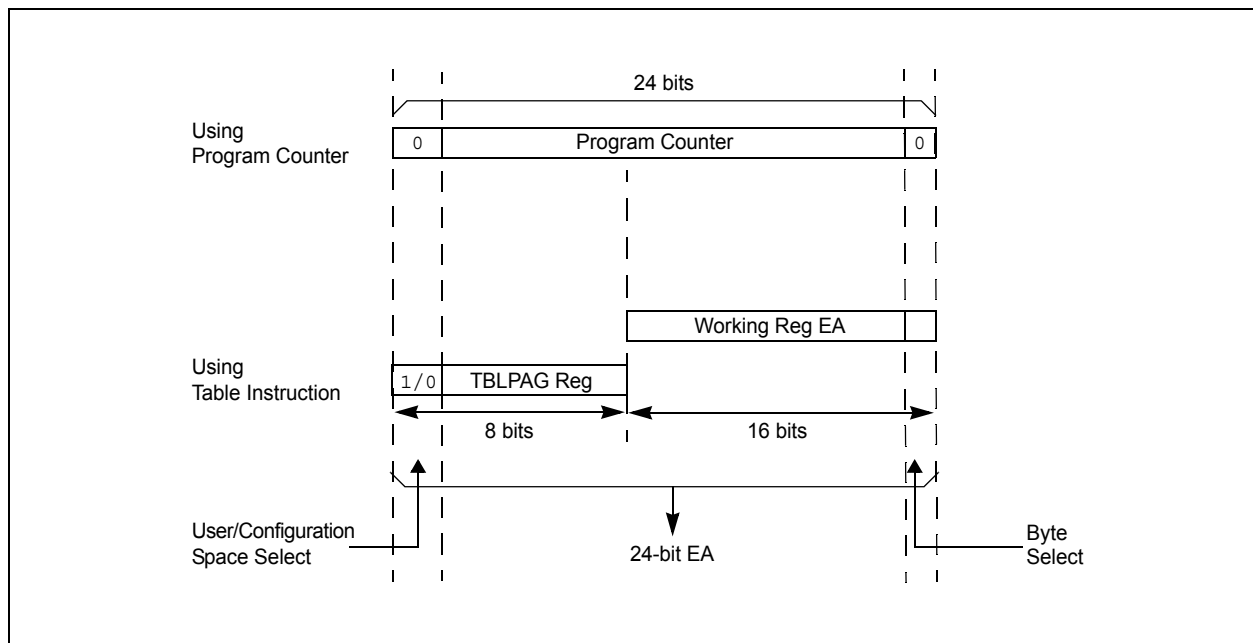 24 bits
Using
Program Counter
0
Program Counter
0
Working Reg EA
Using
Table Instruction
1/0
TBLPAG Reg
8 bits
16 bits
User/Configuration
Space Select
24-bit EA
Byte
Select